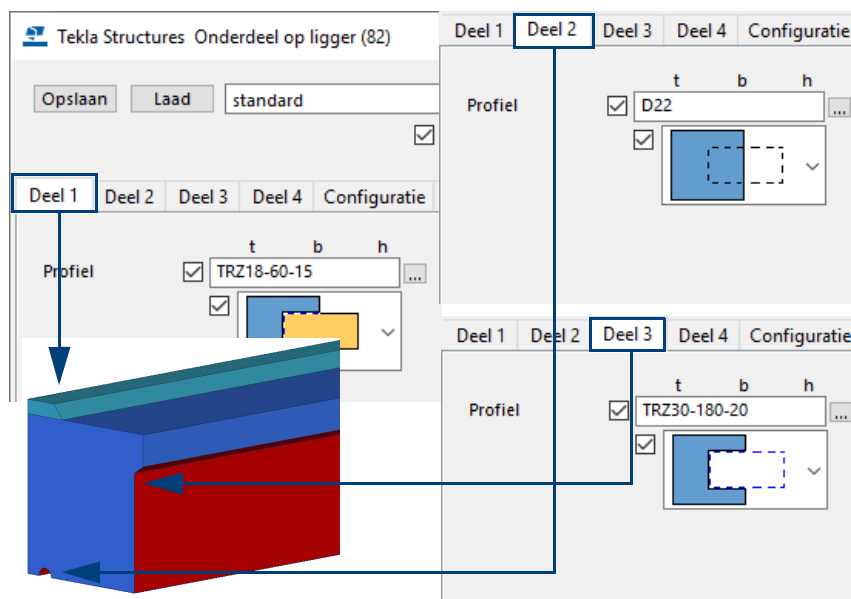 Tekla Structures Onderdeel op ligger (82)
Opslaan Laad standard
Deel 1 Deel 2 Deel 3 Deel 4 Configuratie
t b h
Profiel TRZ18-60-15 ...
Deel 1 Deel 2 Deel 3 Deel 4 Configuratie
t b h
Profiel D22 ...
Deel 1 Deel 2 Deel 3 Deel 4 Configuratie
t b h
Profiel TRZ30-180-20 ...